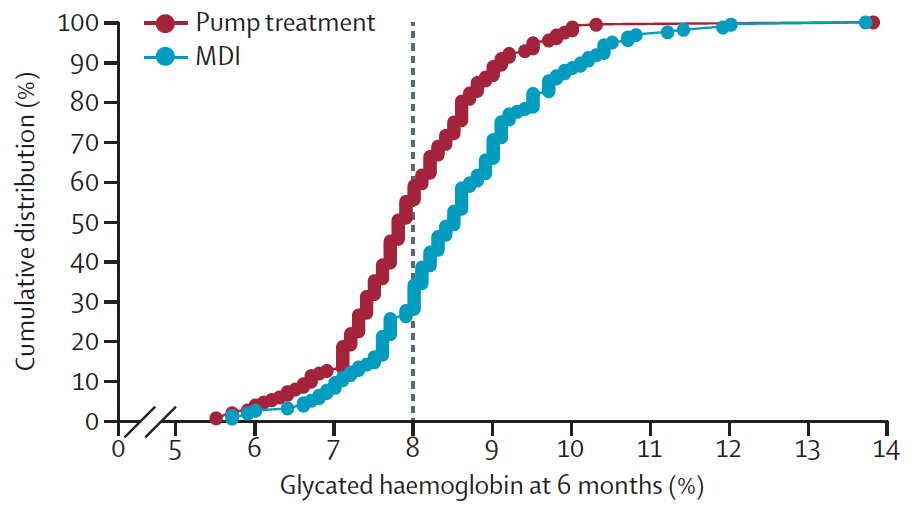 Pump treatment
MDI
Cumulative distribution (%)
100
90
80
70
60
50
40
30
20
10
0
0 5 6 7 8 9 10 11 12 13 14
Glycated haemoglobin at 6 months (%)